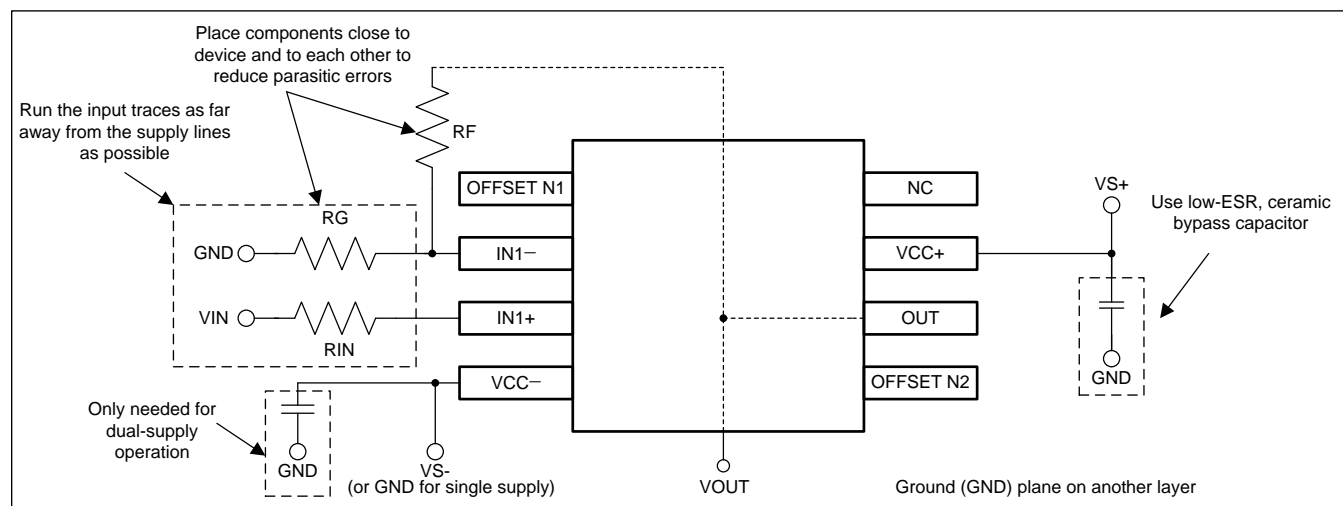 Place components close to
device and to each other to
reduce parasitic errors
Run the input traces as far
away from the supply lines
as possible
RF
OFFSET N1
NC
VS+
Use low-ESR, ceramic
bypass capacitor
RG
GND
IN1−
VCC+
VIN
IN1+
OUT
RIN
VCC−
OFFSET N2
GND
Only needed for
dual-supply
operation
GND
VS-
(or GND for single supply)
VOUT
Ground (GND) plane on another layer